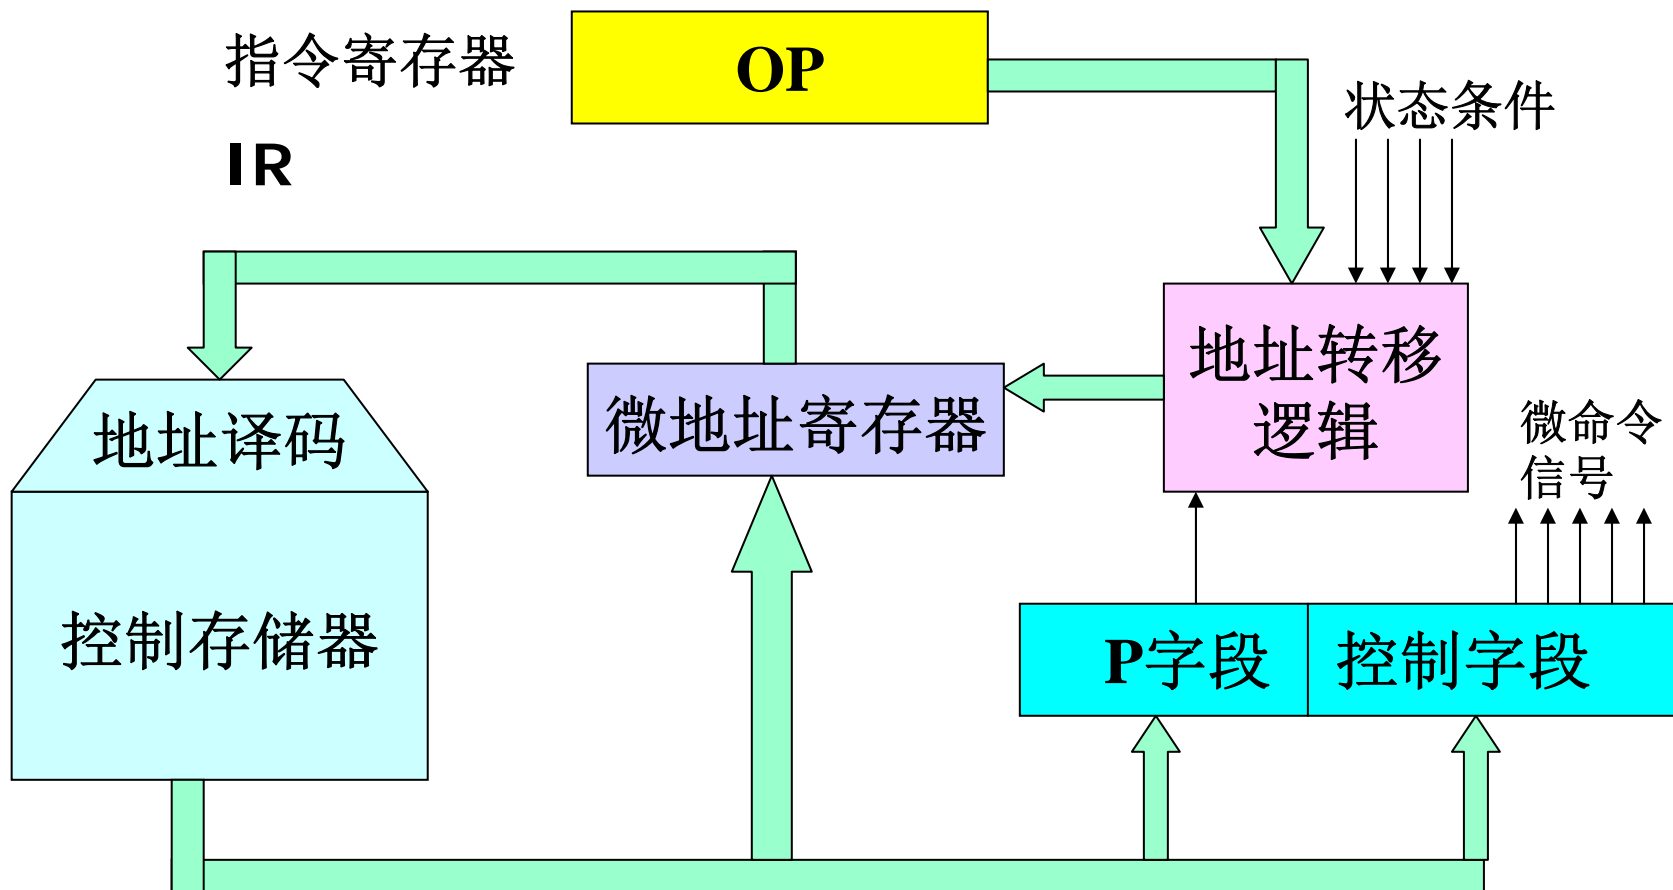 指令寄存器
OP
IR
状态条件
地址转移
逻辑
微地址寄存器
地址译码
控制存储器
微命令
信号
P字段
控制字段